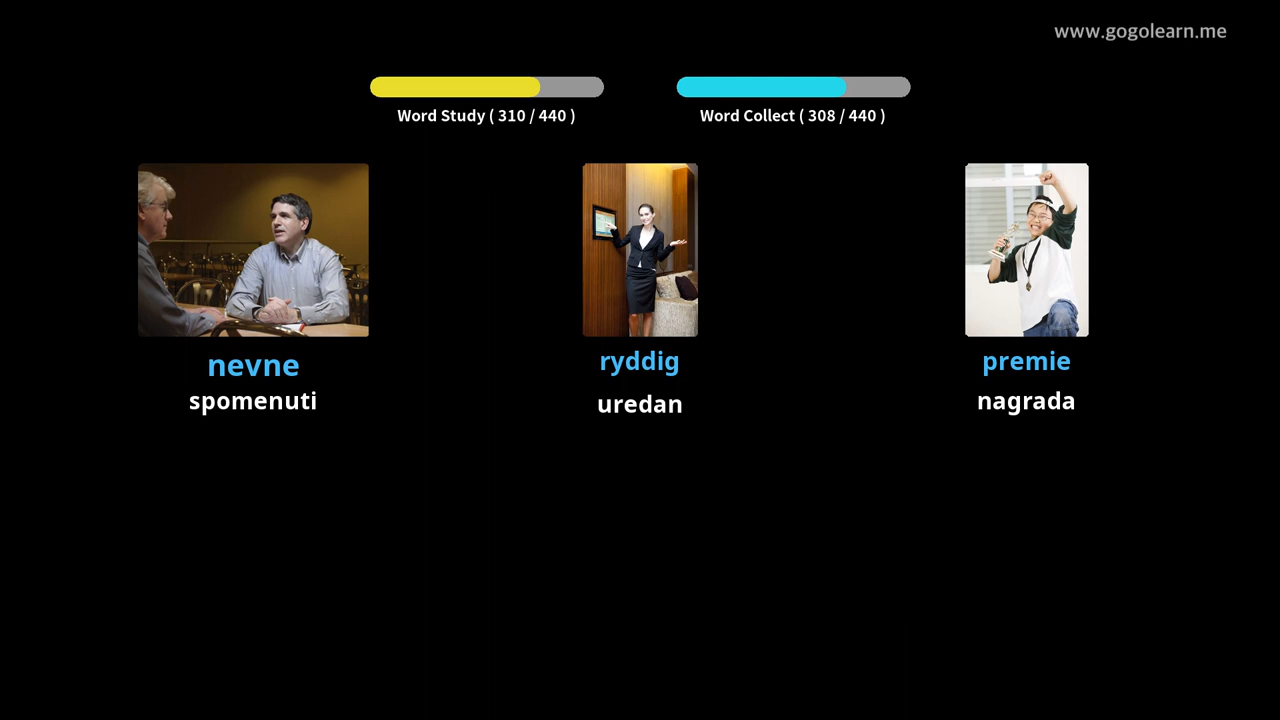 www.gogolearn.me
Word Study ( 310 / 440 )
Word Collect ( 308 / 440 )
nevne
spomenuti
ryddig
uredan
premie
nagrada